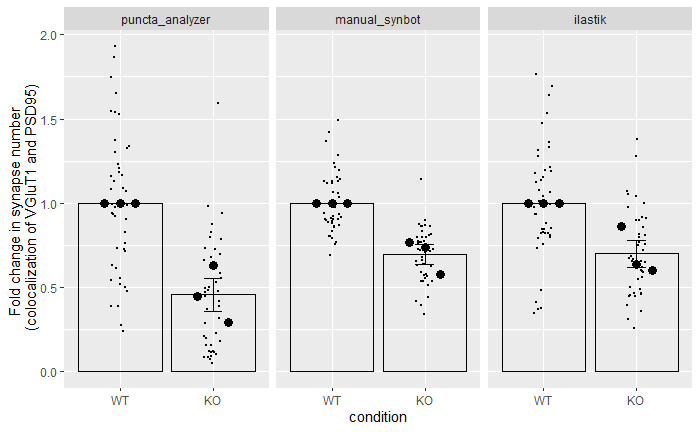 puncta_analyzer
manual_synbot
ilastik
Fold change in synapse number
(colocalization of VGluT1 and PSD95)
2.0
1.5
1.0
0.5
0.0
WT
KO
WT
KO
WT
KO
condition